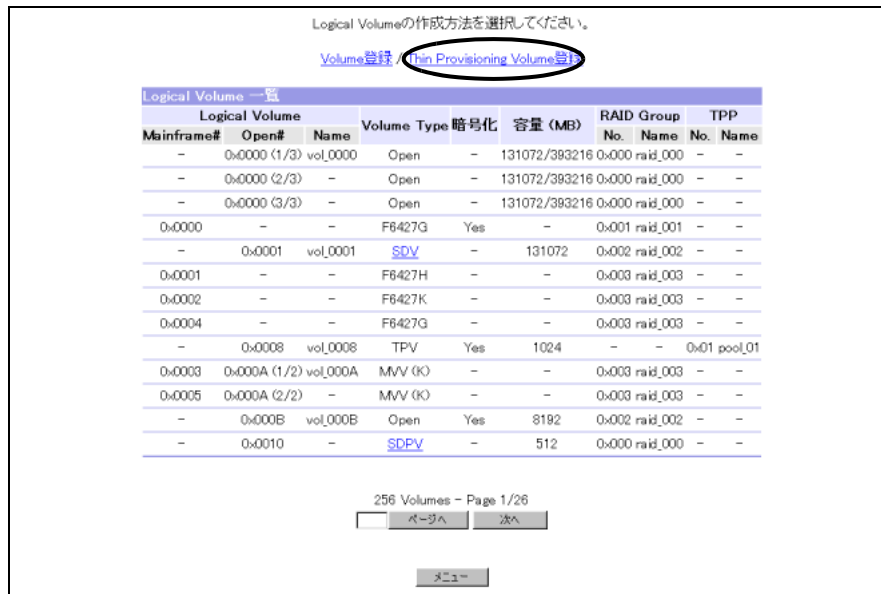 Logical Volumeの作成方法を選択してください。
Volume登録 / Thin Provisioning Volume登録
Logical Volume 一覧
Logical Volume Volume Type 暗号化 容量 (MB) RAID Group TPP
Mainframe# Open# Name No. Name No. Name
- 0x0000 (1/3) vol_0000 Open - 131072/393216 0x000 raid_000 - -
- 0x0000 (2/3) - Open - 131072/393216 0x000 raid_000 - -
- 0x0000 (3/3) - Open - 131072/393216 0x000 raid_000 - -
0x0000 - - F6427G Yes - 0x001 raid_001 - -
- 0x0001 vol_0001 SDV - 131072 0x002 raid_002 - -
0x0001 - - F6427H - - 0x003 raid_003 - -
0x0002 - - F6427K - - 0x003 raid_003 - -
0x0004 - - F6427G - - 0x003 raid_003 - -
- 0x0008 vol_0008 TPV Yes 1024 - - 0x01 pool_01
0x0003 0x000A (1/2) vol_000A MVV (K) - - 0x003 raid_003 - -
0x0005 0x000A (2/2) - MVV (K) - - 0x003 raid_003 - -
- 0x000B vol_000B Open Yes 8192 0x002 raid_002 - -
- 0x0010 - SDPV - 512 0x000 raid_000 - -
256 Volumes - Page 1/26
ページへ 次へ
メニュー